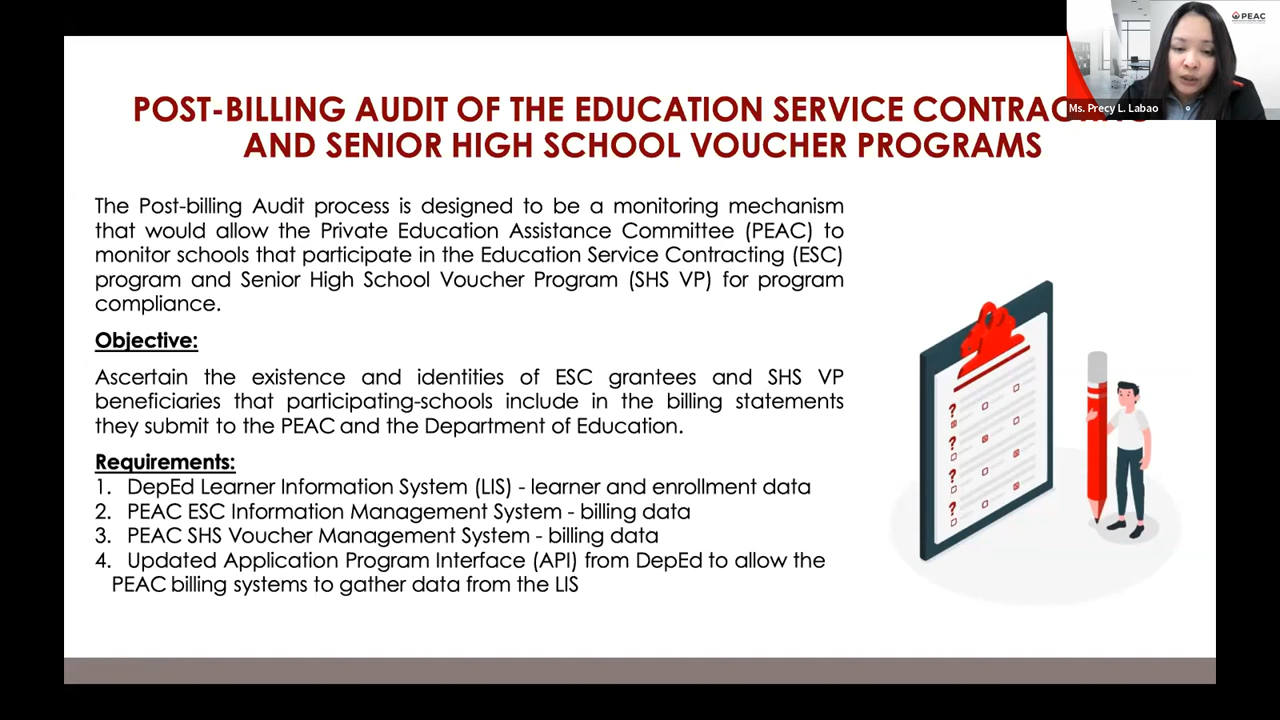 PEAC
Ms. Precy L. Labao
POST-BILLING AUDIT OF THE EDUCATION SERVICE
AND SENIOR HIGH SCHOOL VOUCHER PROGRAMS
The Post-billing Audit process is designed to be a monitoring mechanism
that would allow the Private Education Assistance Committee (PEAC) to
monitor schools that participate in the Education Service Contracting (ESC)
program and Senior High School Voucher Program (SHS VP) for program
compliance.
Objective:
Ascertain the existence and identities of ESC grantees and SHS VP
beneficiaries that participating-schools include in the billing statements
they submit to the PEAC and the Department of Education.
Requirements:
1. DepEd Learner Information System (LIS) - learner and enrollment data
2. PEAC ESC Information Management System - billing data
3. PEAC SHS Voucher Management System - billing data
4. Updated Application Program Interface (API) from DepEd to allow the
PEAC billing systems to gather data from the LIS
?
?
?
?